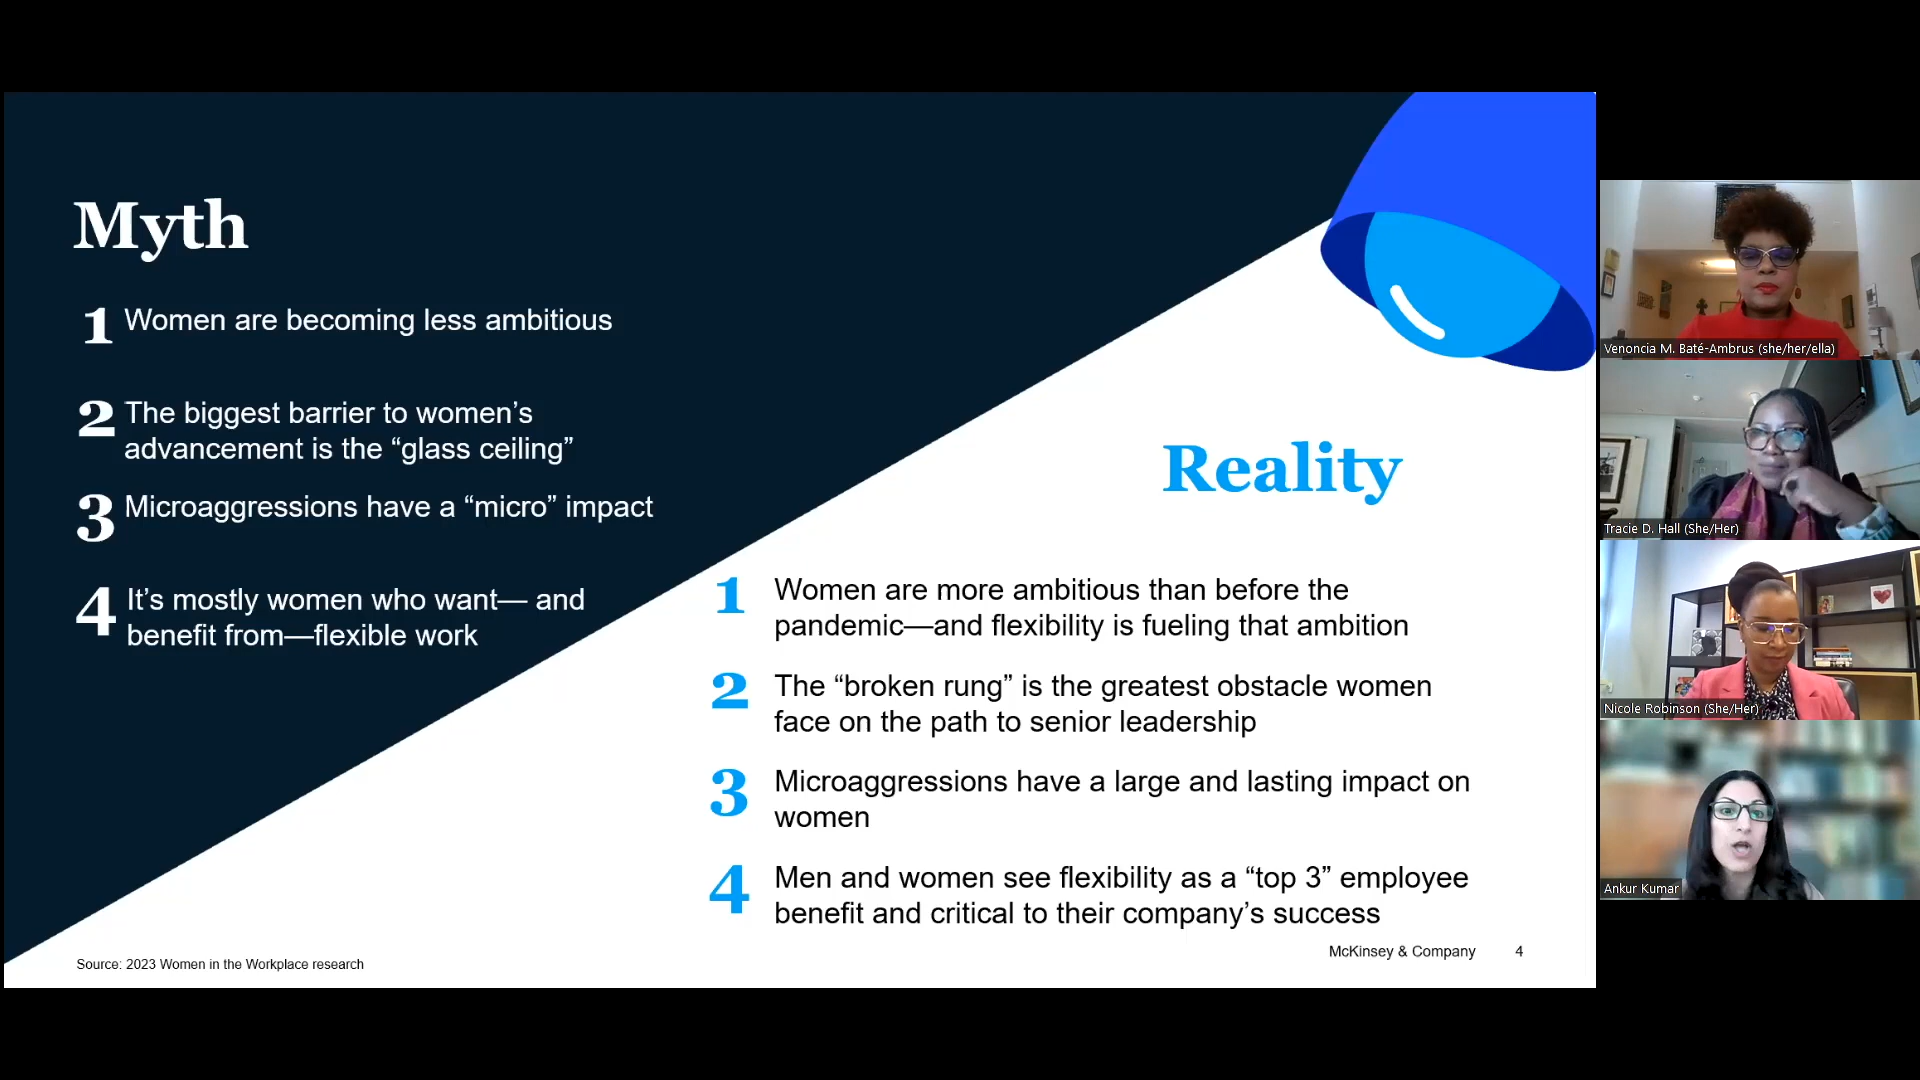 Myth
1 Women are becoming less ambitious
2 The biggest barrier to women’s
advancement is the “glass ceiling”
3 Microaggressions have a “micro” impact
4 It’s mostly women who want— and
benefit from—flexible work
Reality
1 Women are more ambitious than before the
pandemic—and flexibility is fueling that ambition
2 The “broken rung” is the greatest obstacle women
face on the path to senior leadership
3 Microaggressions have a large and lasting impact on
women
4 Men and women see flexibility as a “top 3” employee
benefit and critical to their company’s success
Source: 2023 Women in the Workplace research
McKinsey & Company 4
Venoncia M. Baté-Ambrus (she/her/ella)
Tracie D. Hall (She/Her)
Nicole Robinson (She/Her)
Ankur Kumar